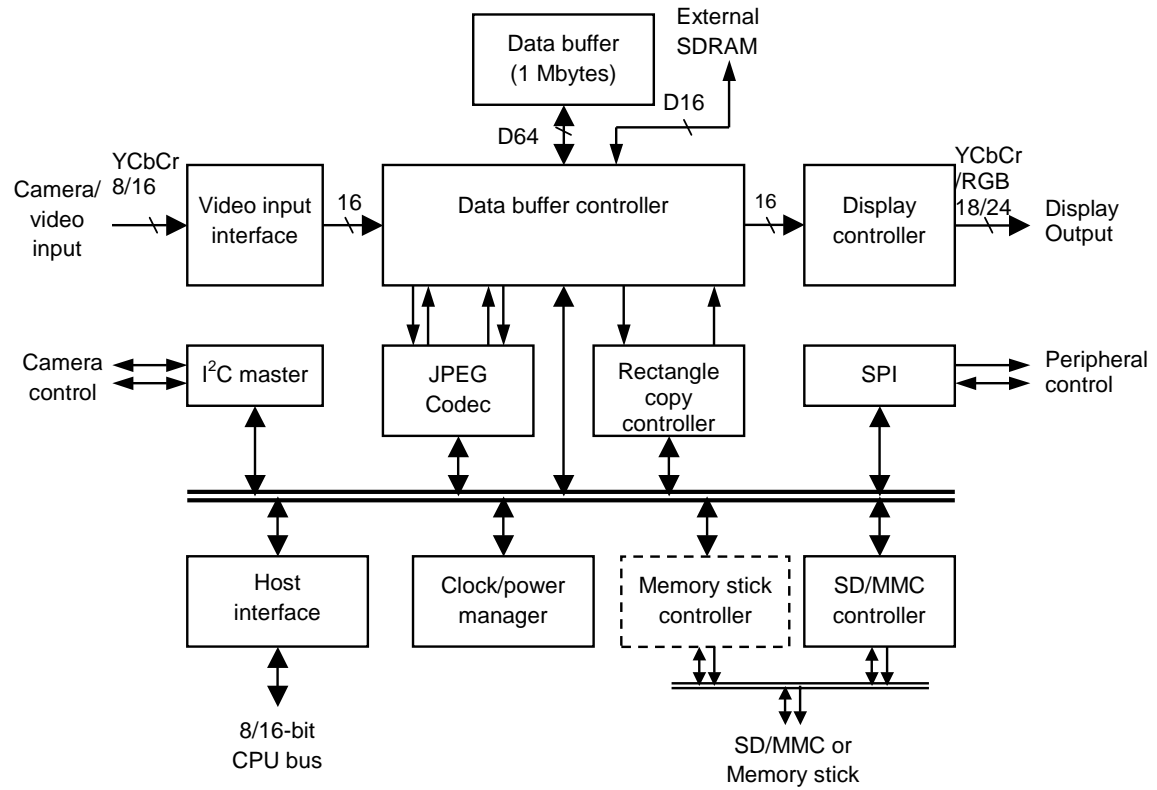 External
SDRAM
Data buffer
(1 Mbytes)
D16
D64
YCbCr
8/16
Camera/
video
input
Video input
interface
16
Data buffer controller
16
Display
controller
YCbCr
/RGB
18/24
Display
Output
Camera
control
I²C master
JPEG
Codec
Rectangle
copy
controller
SPI
Peripheral
control
Host
interface
Clock/power
manager
Memory stick
controller
SD/MMC
controller
8/16-bit
CPU bus
SD/MMC or
Memory stick